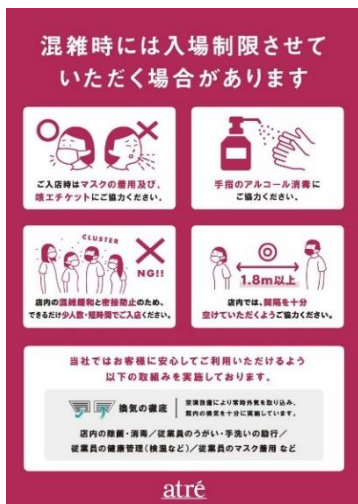 混雑時には入場制限させて
いただく場合があります
ご入店時はマスクの着用及び、
咳エチケットにご協力ください。
手指のアルコール消毒に
ご協力ください。
CLUSTER
NG!!
店内の混雑緩和と密接防止のため、
できるだけ少人数・短時間でご入店ください。
1.8m以上
店内では、間隔を十分
空けていただくようご協力ください。
当社ではお客様に安心してご利用いただけるよう
以下の取組みを実施しております。
換気の徹底
空調設備により常時外気を取り込み、
館内の換気を十分に実施しています。
店内の除菌・消毒／従業員のうがい・手洗いの励行／
従業員の健康管理（検温など）／従業員のマスク着用 など
atré